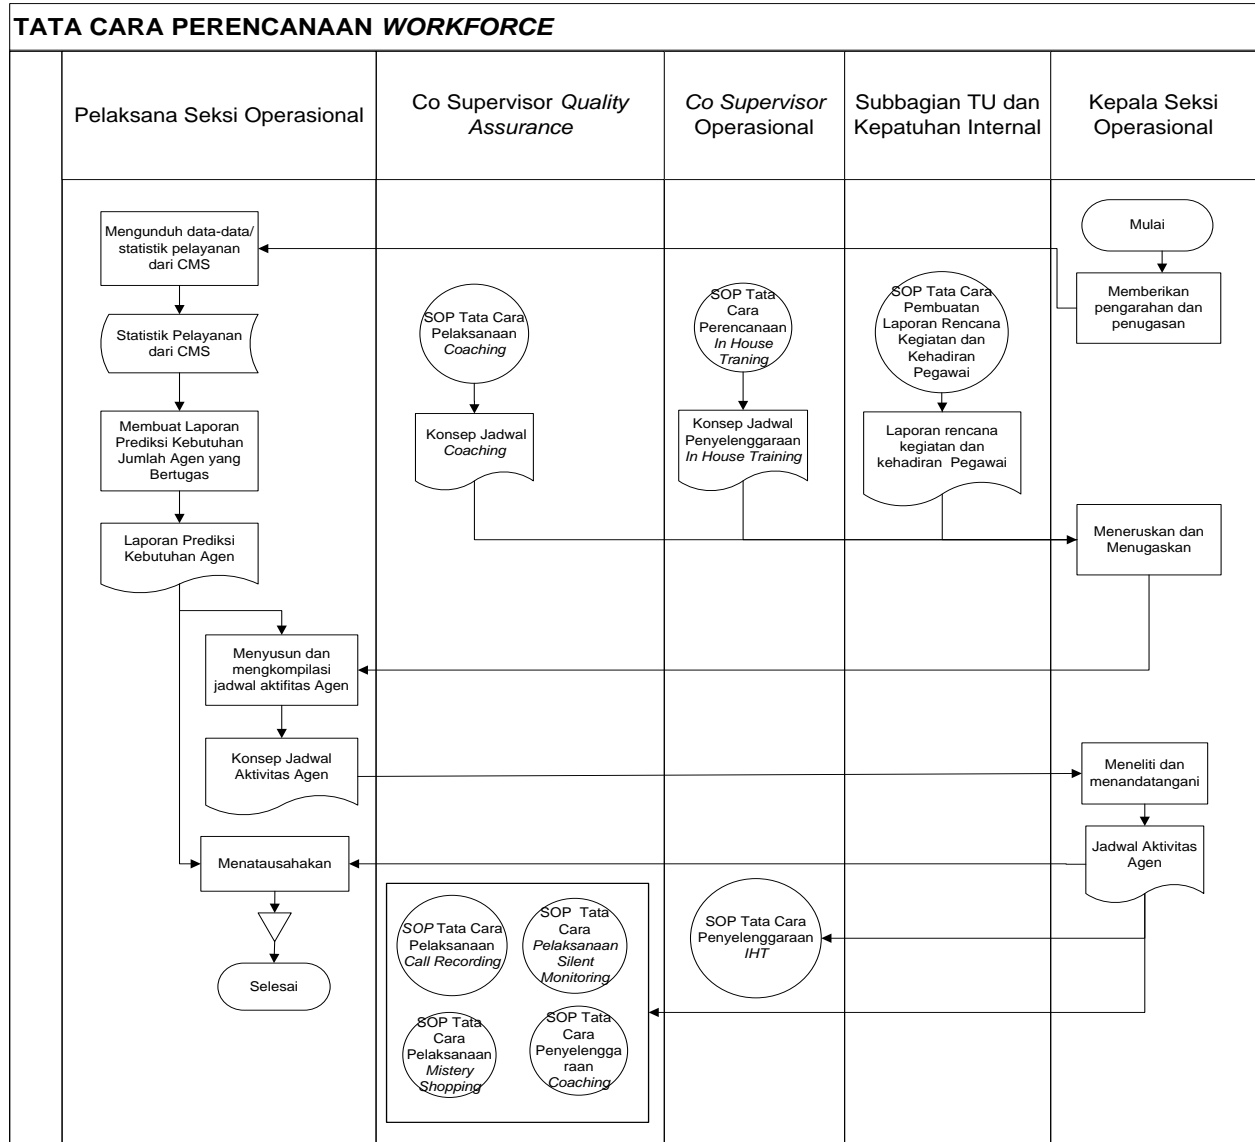 TATA CARA PERENCANAAN WORKFORCE
Pelaksana Seksi Operasional
Co Supervisor Quality
Assurance
Co Supervisor
Operasional
Subbagian TU dan
Kepatuhan Internal
Kepala Seksi
Operasional
Mulai
Memberikan
pengarahan dan
penugasan
Mengunduh data-data/
statistik pelayanan
dari CMS
Statistik Pelayanan
dari CMS
Membuat Laporan
Prediksi Kebutuhan
Jumlah Agen yang
Bertugas
Laporan Prediksi
Kebutuhan Agen
SOP Tata Cara
Pelaksanaan
Coaching
Konsep Jadwal
Coaching
SOP Tata
Cara
Perencanaan
In House
Traning
Konsep Jadwal
Penyelenggaraan
In House Training
SOP Tata Cara
Pembuatan
Laporan Rencana
Kegiatan dan
Kehadiran
Pegawai
Laporan rencana
kegiatan dan
kehadiran Pegawai
Meneruskan dan
Menugaskan
Menyusun dan
mengkompilasi
jadwal aktifitas Agen
Konsep Jadwal
Aktivitas Agen
Meneliti dan
menandatangani
Jadwal Aktivitas
Agen
Menatausahakan
Selesai
SOP Tata Cara
Pelaksanaan
Call Recording
SOP Tata
Cara
Pelaksanaan
Silent
Monitoring
SOP Tata
Cara
Pelaksanaan
Mistery
Shopping
SOP Tata
Cara
Penyelengga
raan
Coaching
SOP Tata Cara
Penyelenggaraan
IHT